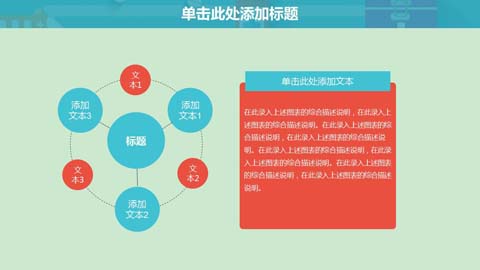 单击此处添加标题
文
本1
添加
文本3
添加
文本1
标题
文
本3
文
本2
添加
文本2
单击此处添加文本
在此录入上述图表的综合描述说明，在此录入上
述图表的综合描述说明。在此录入上述图表的综
合描述说明，在此录入上述图表的综合描述说
明。在此录入上述图表的综合描述说明，在此录
入上述图表的综合描述说明。在此录入上述图表
的综合描述说明，在此录入上述图表的综合描述
说明。